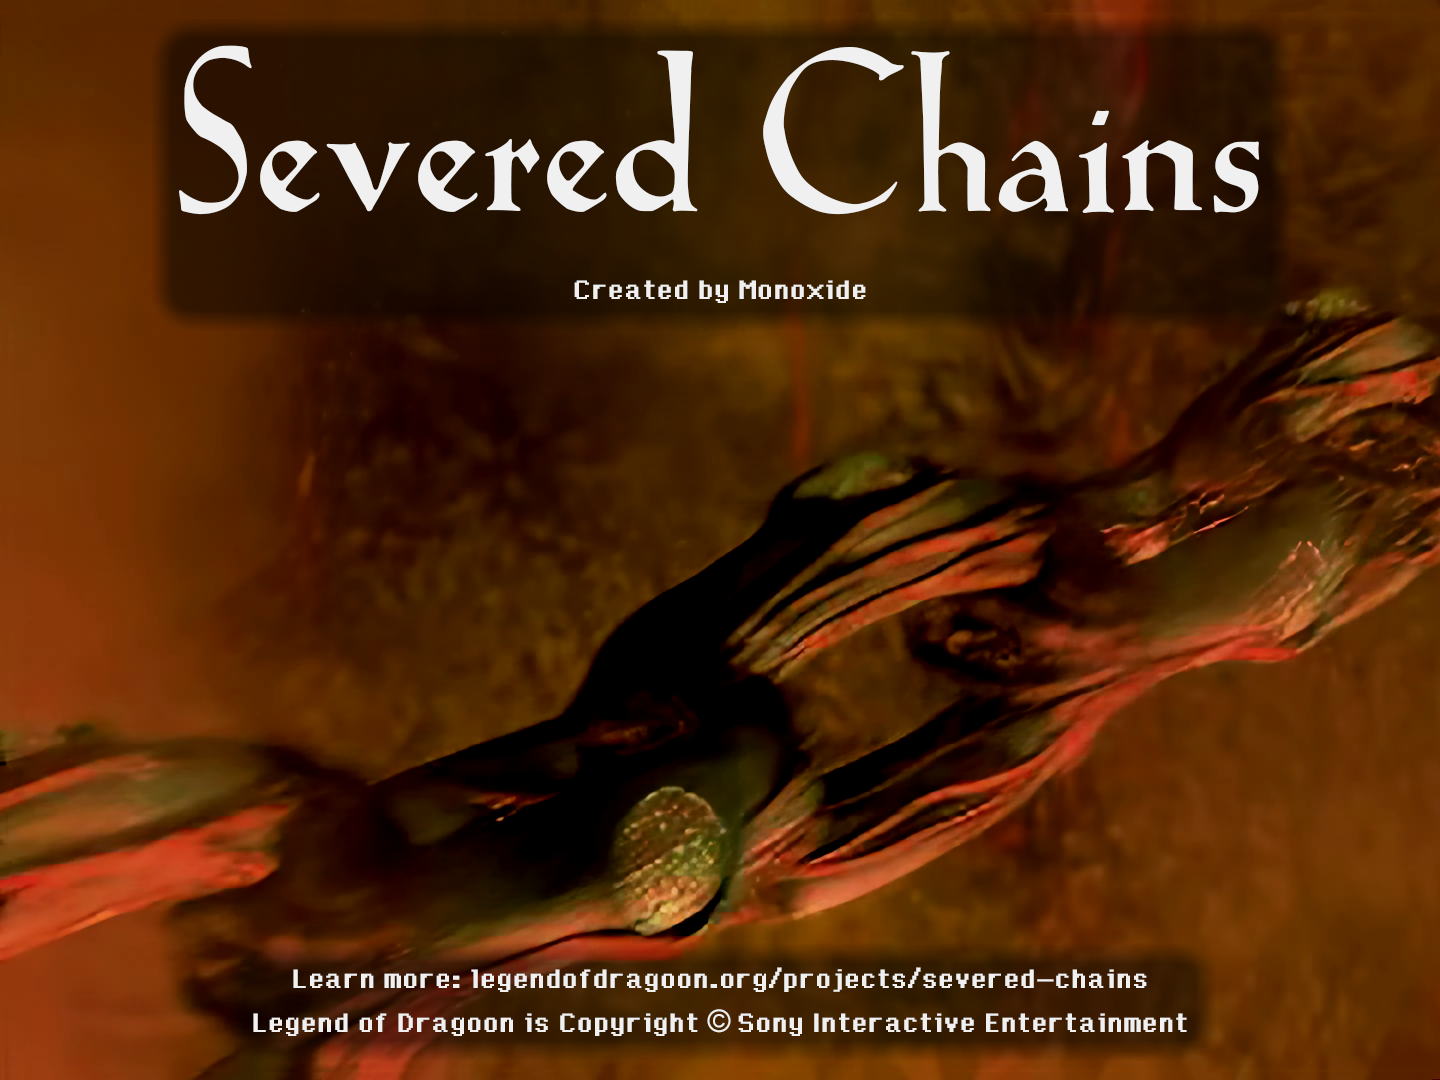 Severed Chains
Created by Monoxide
Learn more: legendofdragoon.org/projects/severed-chains
Legend of Dragoon is Copyright © Sony Interactive Entertainment